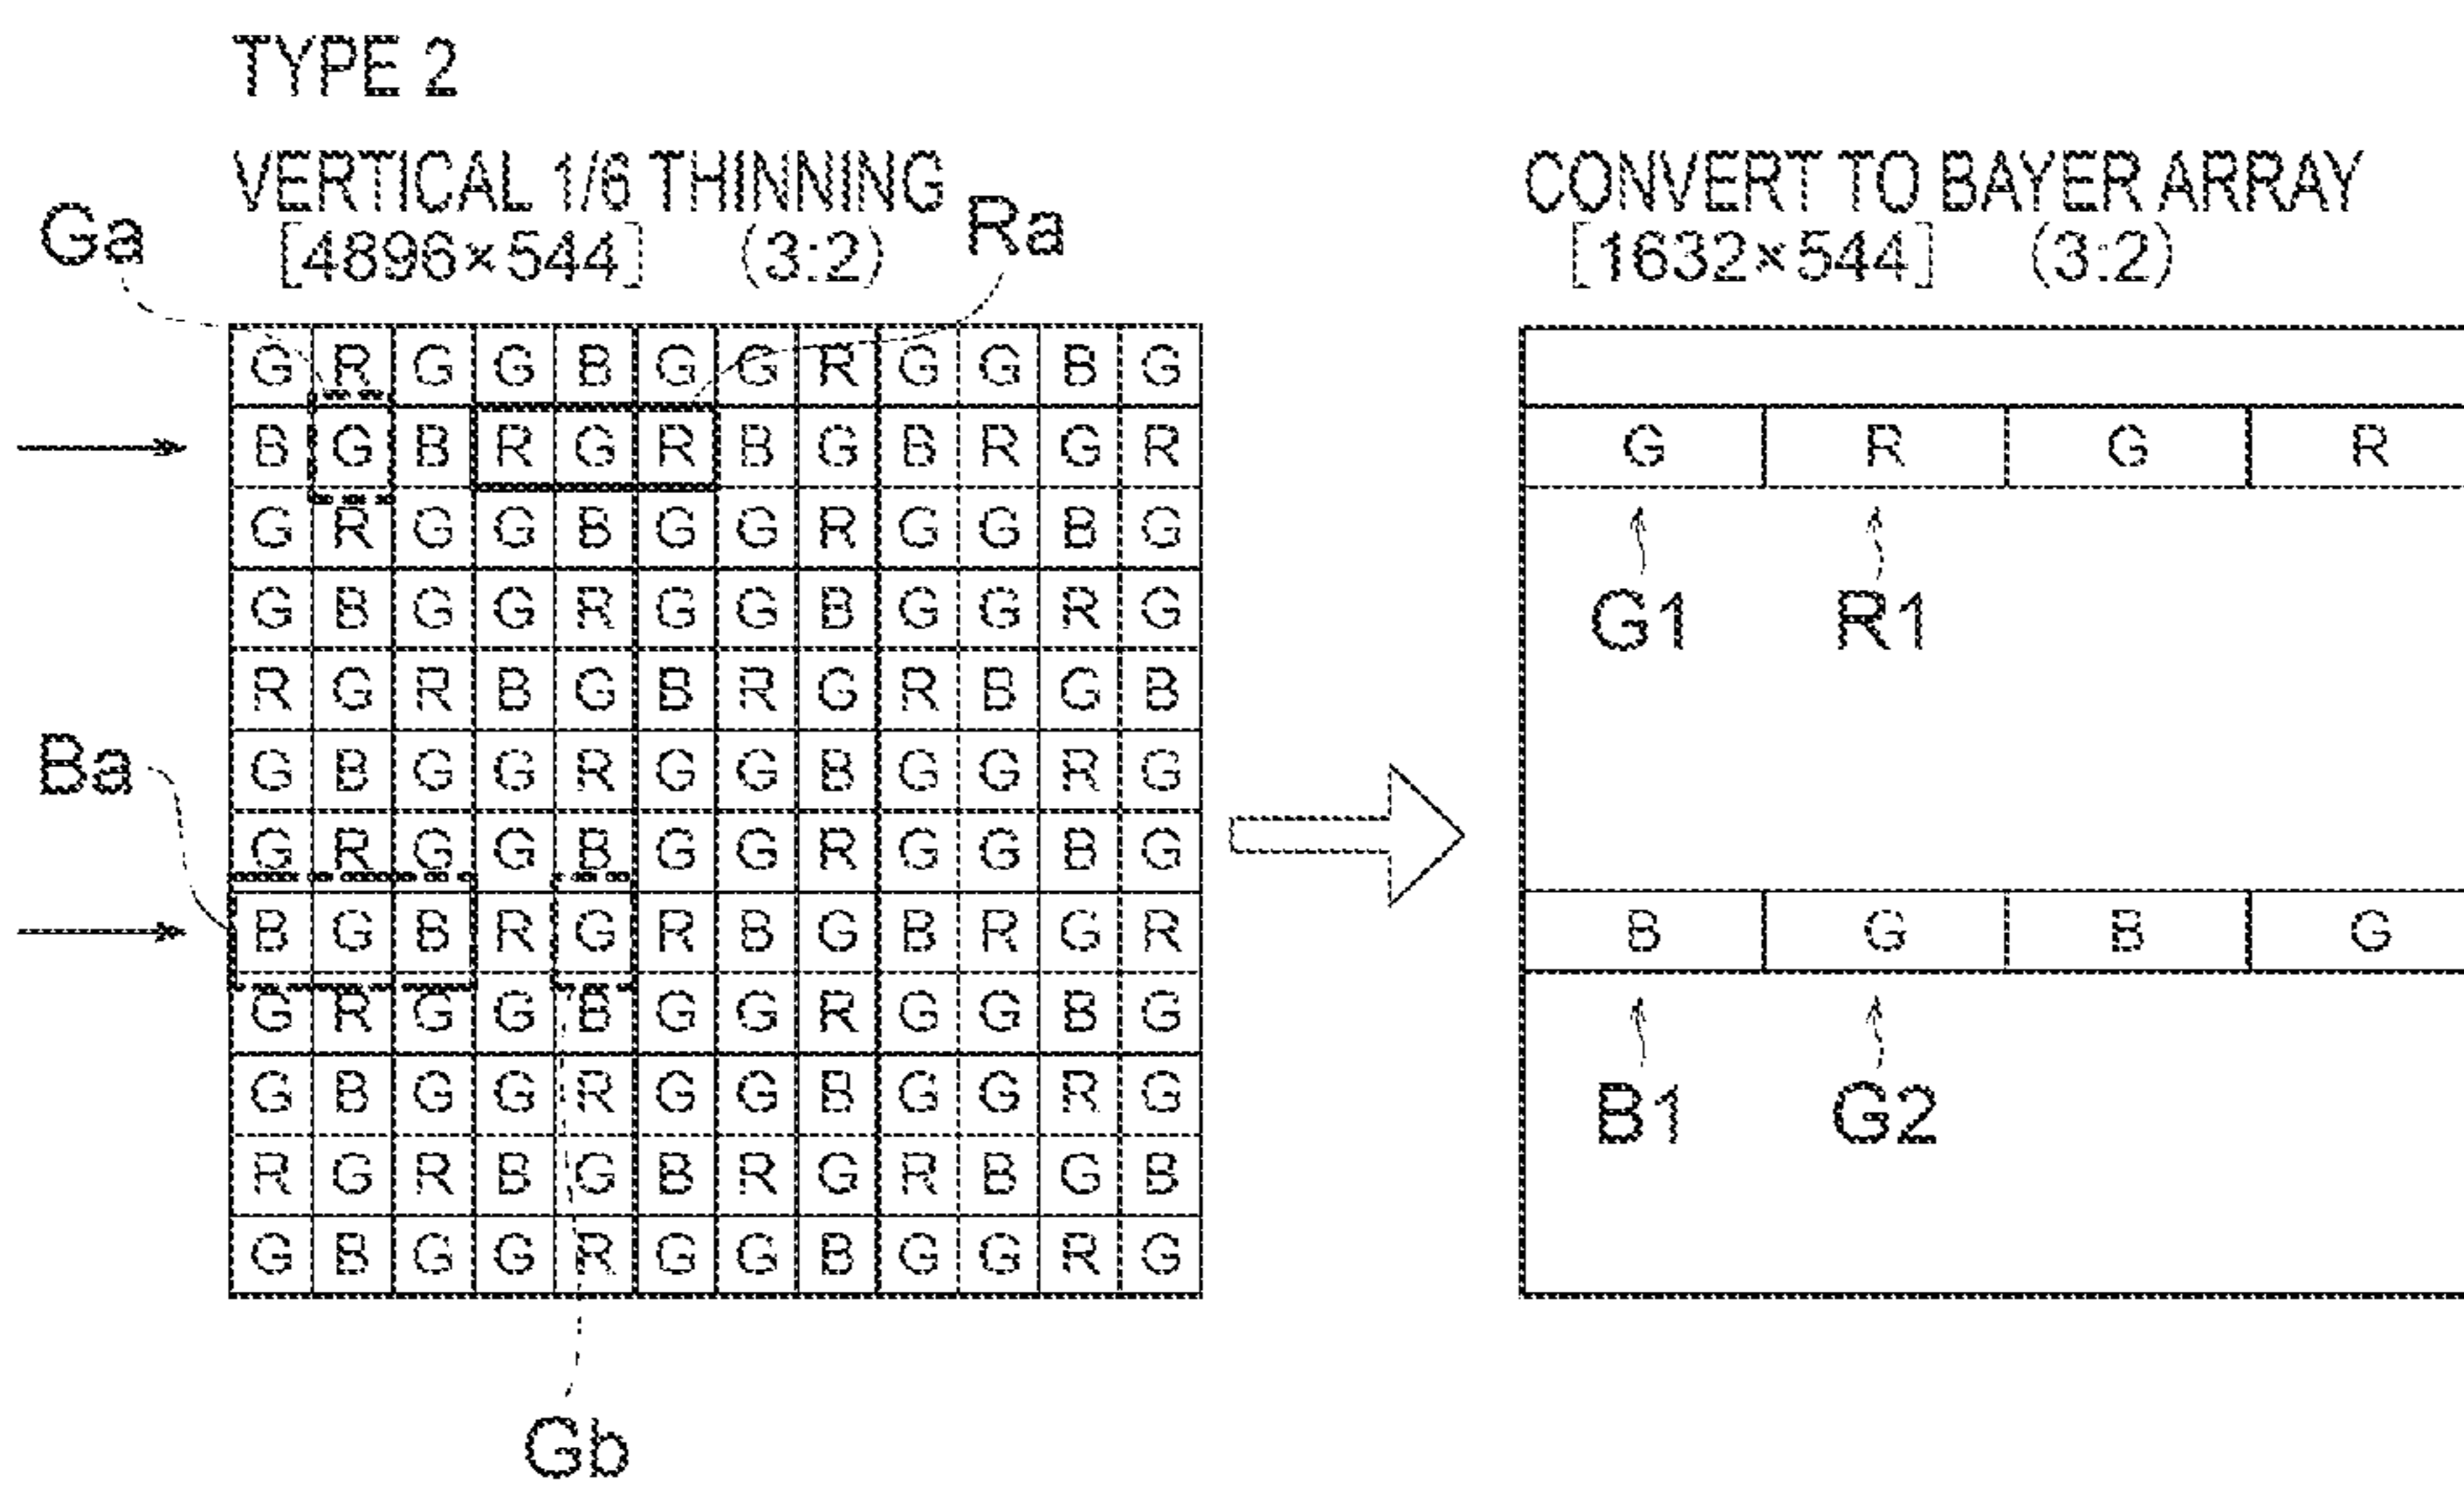 TYPE 2
VERTICAL 1/6 THINNING
[4896×544] (3:2)
Ga
Ra
G R G G B G G R G G B G
B G B R G R B G B R G R
G R G G B G G R G G B G
G B G G R G G B G G R G
R G R B G B R G R B G B
G B G G R G G B G G R G
G R G G B G G R G G B G
B G B R G R B G B R G R
G R G G B G G R G G B G
G B G G R G G B G G R G
R G R B G B R G R B G B
G B G G R G G B G G R G
Ba
Gb
CONVERT TO BAYER ARRAY
[1632×544] (3:2)
G R G R
G1 R1
B G B G
B1 G2